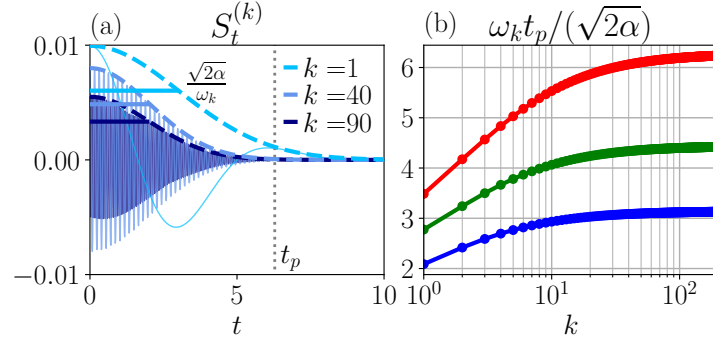 (a)
S_t^{(k)}
0.01
0.00
−0.01
√2α/ω_k
k = 1
k = 40
k = 90
t_p
0 5 10
t
(b)
ω_k t_p/(√2α)
6
5
4
3
2
10^0 10^1 10^2
k